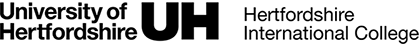 University of
Hertfordshire
UH
Hertfordshire
International College